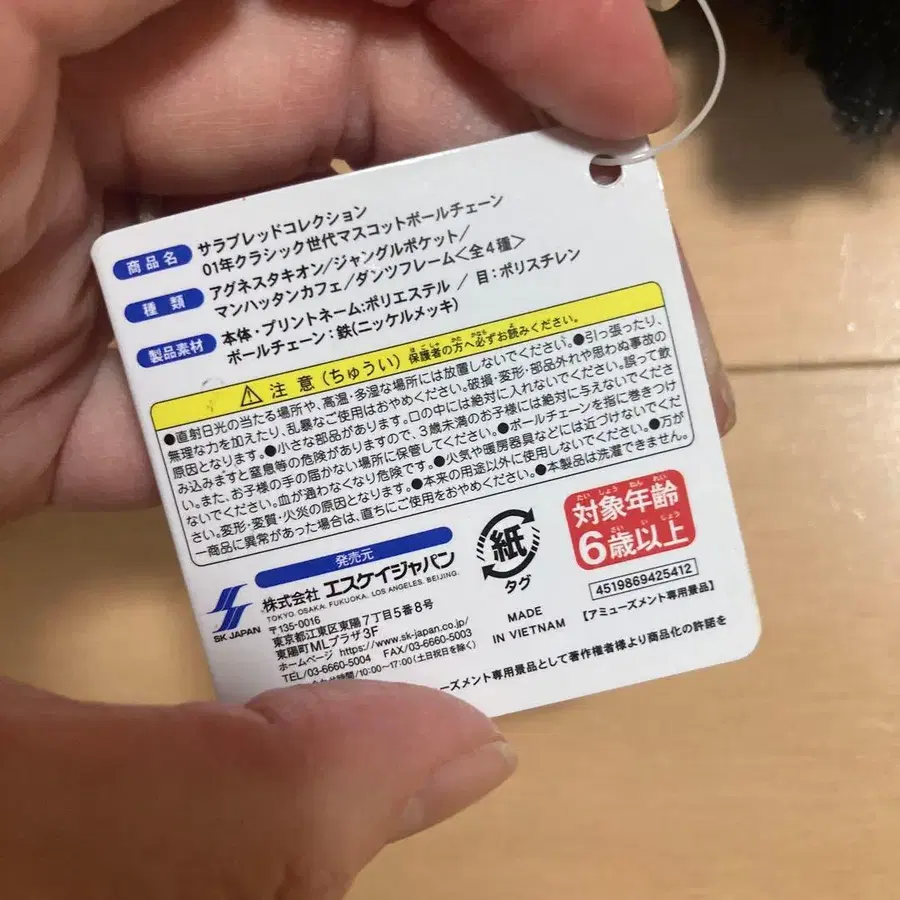 商品名 サラブレッドコレクション
01年クラシック世代マスコットボールチェーン
種類 アグネスタキオン/ジャングルポケット/
マンハッタンカフェ/ダンツフレーム<全4種>
製品素材 本体・プリントネーム:ポリエステル / 目:ポリスチレン
ボールチェーン:鉄(ニッケルメッキ)
⚠ 注意(ちゅうい) 保護者の方へ必ずお読みください。
●直射日光の当たる場所や、高温・多湿な場所には放置しないでください。●引っ張ったり、
無理な力を加えたり、乱暴なご使用はおやめください。破損・変形・部品外れや思わぬ事故の
原因となります。●小さな部品があります。口の中には絶対に入れないでください。誤って飲
み込みますと窒息等の危険がありますので、3歳未満のお子様には絶対に与えないでくださ
い。また、お子様の手の届かない場所に保管してください。●ボールチェーンを指に巻きつけ
ないでください。血が通わなくなり危険です。●火気や暖房器具などには近づけないでくだ
さい。変形・変質・火災の原因となります。●本来の用途以外に使用しないでください。●万が
一商品に異常があった場合は、直ちにご使用をおやめください。●本製品は洗濯できません。
発売元
SK JAPAN
株式会社 エスケイジャパン
TOKYO. OSAKA. FUKUOKA. LOS ANGELES. BEIJING.
〒135-0016
東京都江東区東陽7丁目5番8号
東陽町MLプラザ3F
ホームページ https://www.sk-japan.co.jp/
TEL/03-6660-5004 FAX/03-6660-5003
時間/10:00~17:00(土日祝日を除く)
紙
タグ
MADE
IN VIETNAM
たいしょうねんれい
対象年齢
さいいじょう
6歳以上
4519869425412
【アミューズメント専用景品】
ューズメント専用景品として著作権者様より商品化の許諾を